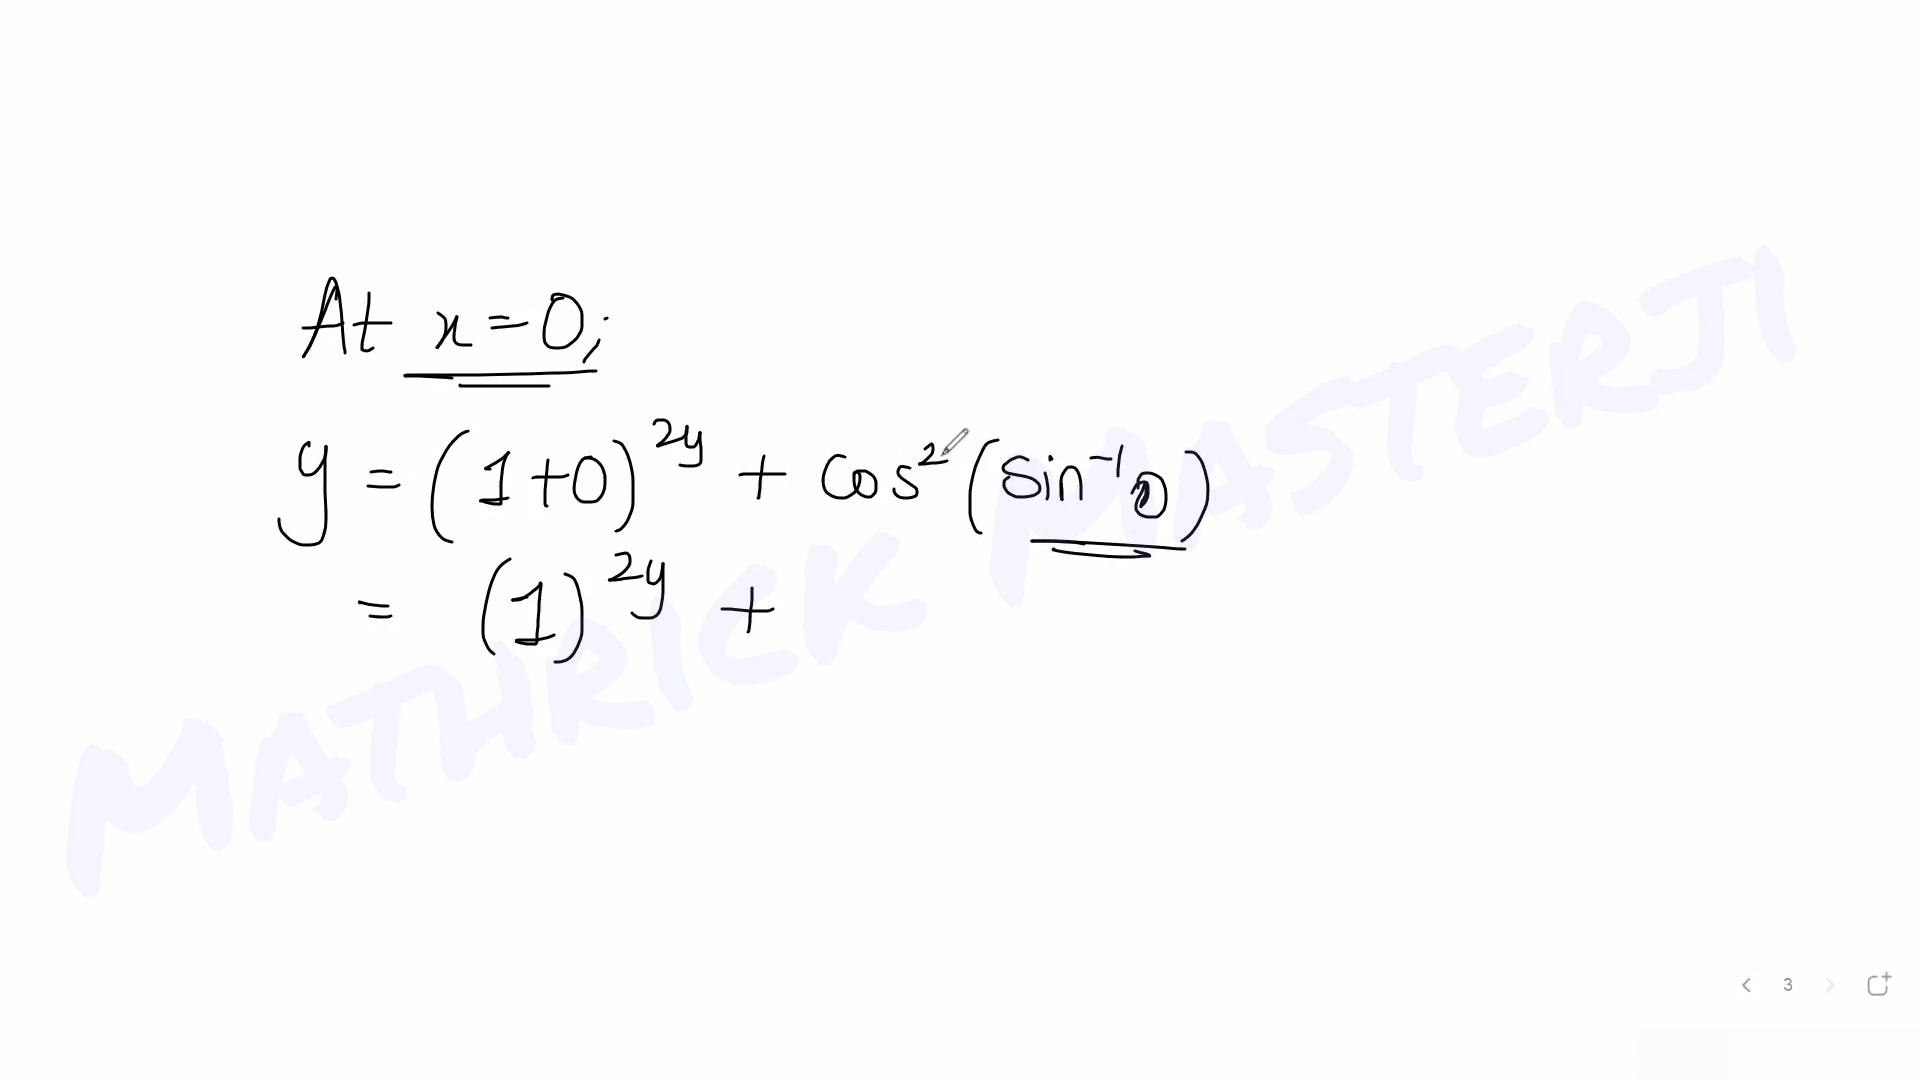 At x=0;
y = (1+0)^{2y} + cos^2 (sin^{-1} 0)
= (1)^{2y} +
MATHRICK MASTERJI
3